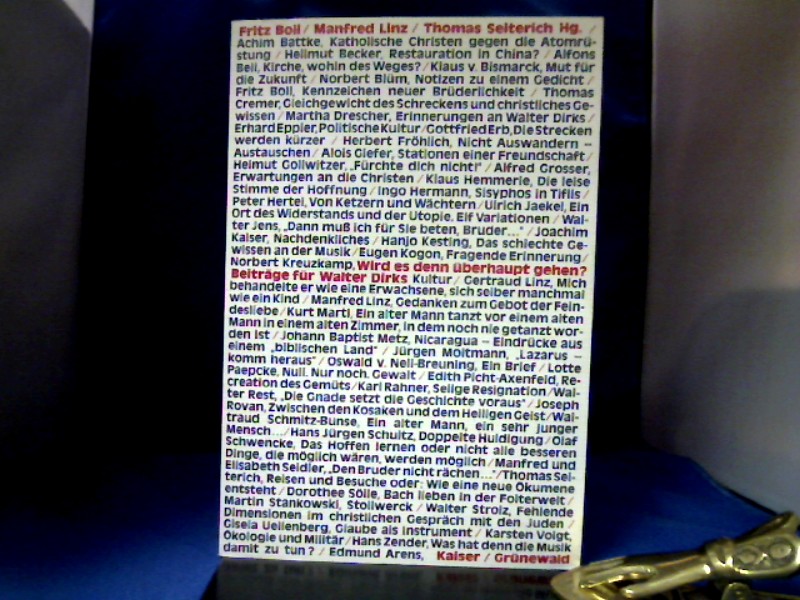 Fritz Boll / Manfred Linz / Thomas Seiterich Hg. /
Achim Battke, Katholische Christen gegen die Atomrü-
stung / Hellmut Becker, Restauration in China? / Alfons
Beil, Kirche, wohin des Weges? / Klaus v. Bismarck, Mut für
die Zukunft / Norbert Blüm, Notizen zu einem Gedicht /
Fritz Boll, Kennzeichen neuer Brüderlichkeit / Thomas
Cremer, Gleichgewicht des Schreckens und christliches Ge-
wissen / Martha Drescher, Erinnerungen an Walter Dirks /
Erhard Eppler, Politische Kultur / Gottfried Erb, Die Strecken
werden kürzer / Herbert Fröhlich, Nicht Auswandern –
Austauschen / Alois Giefer, Stationen einer Freundschaft /
Helmut Gollwitzer, „Fürchte dich nicht!“ / Alfred Grosser,
Erwartungen an die Christen / Klaus Hemmerle, Die leise
Stimme der Hoffnung / Ingo Hermann, Sisyphos in Tiflis /
Peter Hertel, Von Ketzern und Wächtern / Ulrich Jaekel, Ein
Ort des Widerstands und der Utopie. Elf Variationen / Wal-
ter Jens, „Dann muß ich für Sie beten, Bruder...“ / Joachim
Kaiser, Nachdenkliches / Hanjo Kesting, Das schlechte Ge-
wissen an der Musik / Eugen Kogon, Fragende Erinnerung /
Norbert Kreuzkamp, Wird es denn überhaupt gehen?
Beiträge für Walter Dirks Kultur / Gertraud Linz, Mich
behandelte er wie eine Erwachsene, sich selber manchmal
wie ein Kind / Manfred Linz, Gedanken zum Gebot der Fein-
desliebe / Kurt Marti, Ein alter Mann tanzt vor einem alten
Mann in einem alten Zimmer, in dem noch nie getanzt wor-
den ist / Johann Baptist Metz, Nicaragua – Eindrücke aus
einem „biblischen Land“ / Jürgen Moltmann, „Lazarus –
komm heraus“ / Oswald v. Nell-Breuning, Ein Brief / Lotte
Paepcke, Null. Nur noch. Gewalt / Edith Picht-Axenfeld, Re-
creation des Gemüts / Karl Rahner, Selige Resignation / Wal-
ter Rest, „Die Gnade setzt die Geschichte voraus“ / Joseph
Rovan, Zwischen den Kosaken und dem Heiligen Geist / Wal-
traud Schmitz-Bunse, Ein alter Mann, ein sehr junger
Mensch... / Hans Jürgen Schultz, Doppelte Huldigung / Olaf
Schwencke, Das Hoffen lernen oder nicht alle besseren
Dinge, die möglich wären, werden möglich / Manfred und
Elisabeth Seidler, „Den Bruder nicht rächen...“ / Thomas Sei-
terich, Reisen und Besuche oder: Wie eine neue Ökumene
entsteht / Dorothee Sölle, Bach lieben in der Folterwelt /
Martin Stankowski, Stollwerck / Walter Strolz, Fehlende
Dimensionen im christlichen Gespräch mit den Juden /
Gisela Uellenberg, Glaube als Instrument / Karsten Voigt,
Ökologie und Militär / Hans Zender, Was hat denn die Musik
damit zu tun? / Edmund Arens, Kaiser / Grünewald